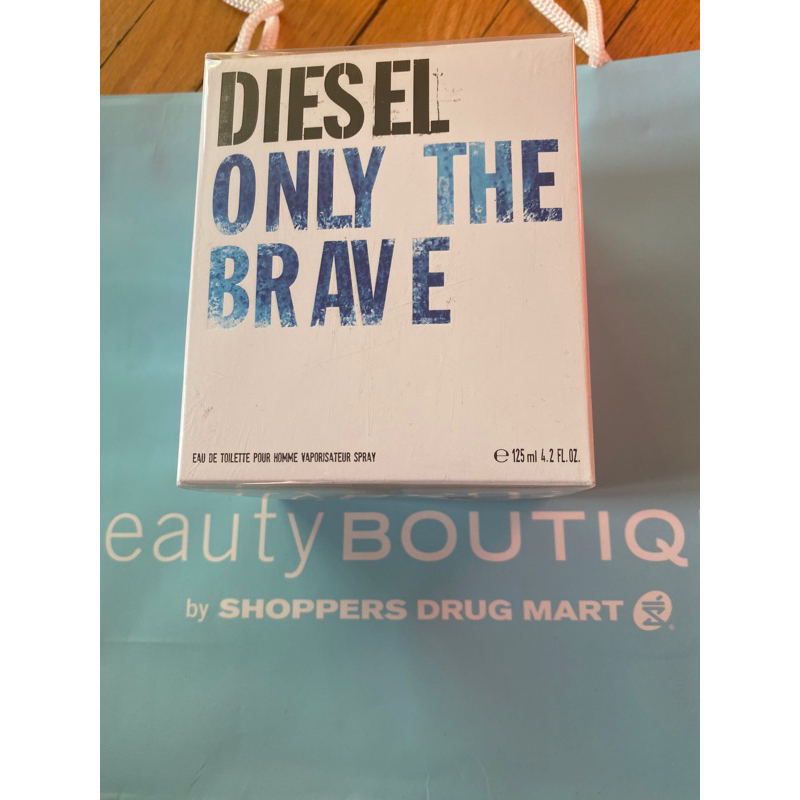 DIESEL
ONLY THE
BRAVE
EAU DE TOILETTE POUR HOMME VAPORISATEUR SPRAY
℮ 125 ml 4.2 FL.OZ.
eautyBOUTIQ
by SHOPPERS DRUG MART